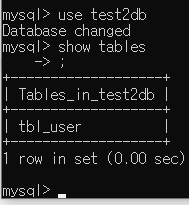 mysql> use test2db
Database changed
mysql> show tables
    -> ;
+-------------------+
| Tables_in_test2db |
+-------------------+
| tbl_user          |
+-------------------+
1 row in set (0.00 sec)
mysql>